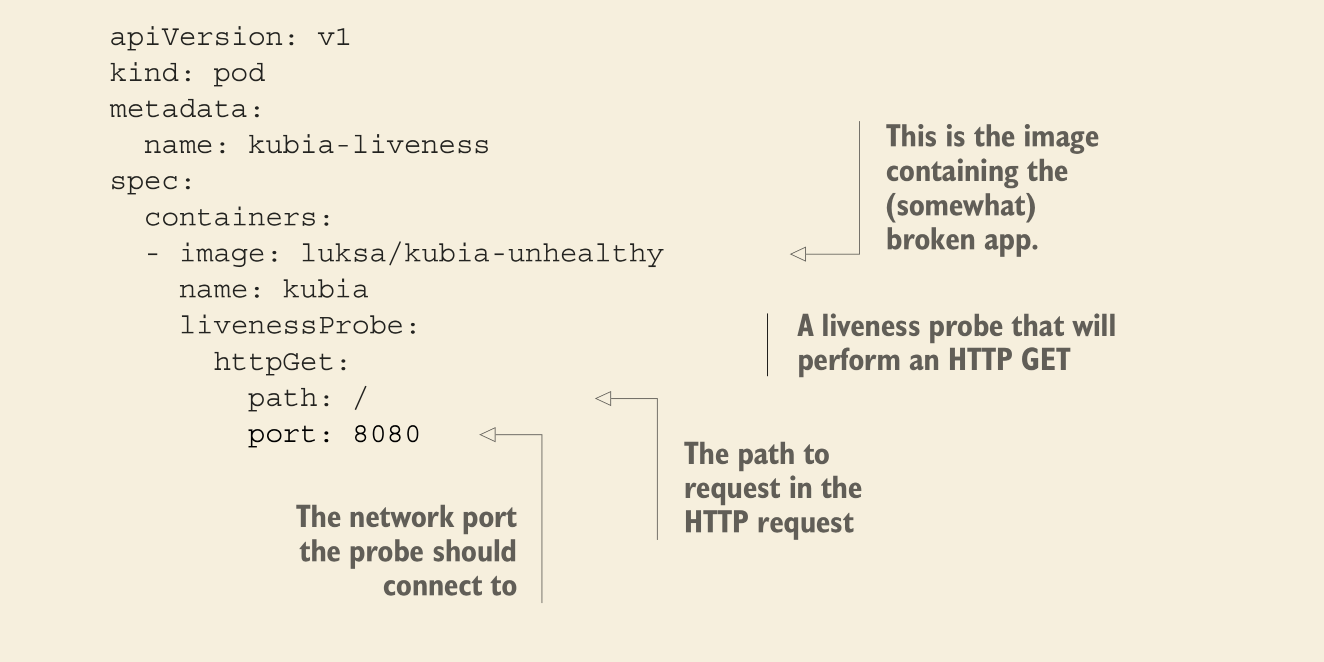 apiVersion: v1
kind: pod
metadata:
  name: kubia-liveness
spec:
  containers:
  - image: luksa/kubia-unhealthy
    name: kubia
    livenessProbe:
      httpGet:
        path: /
        port: 8080
This is the image
containing the
(somewhat)
broken app.
A liveness probe that will
perform an HTTP GET
The path to
request in the
HTTP request
The network port
the probe should
connect to